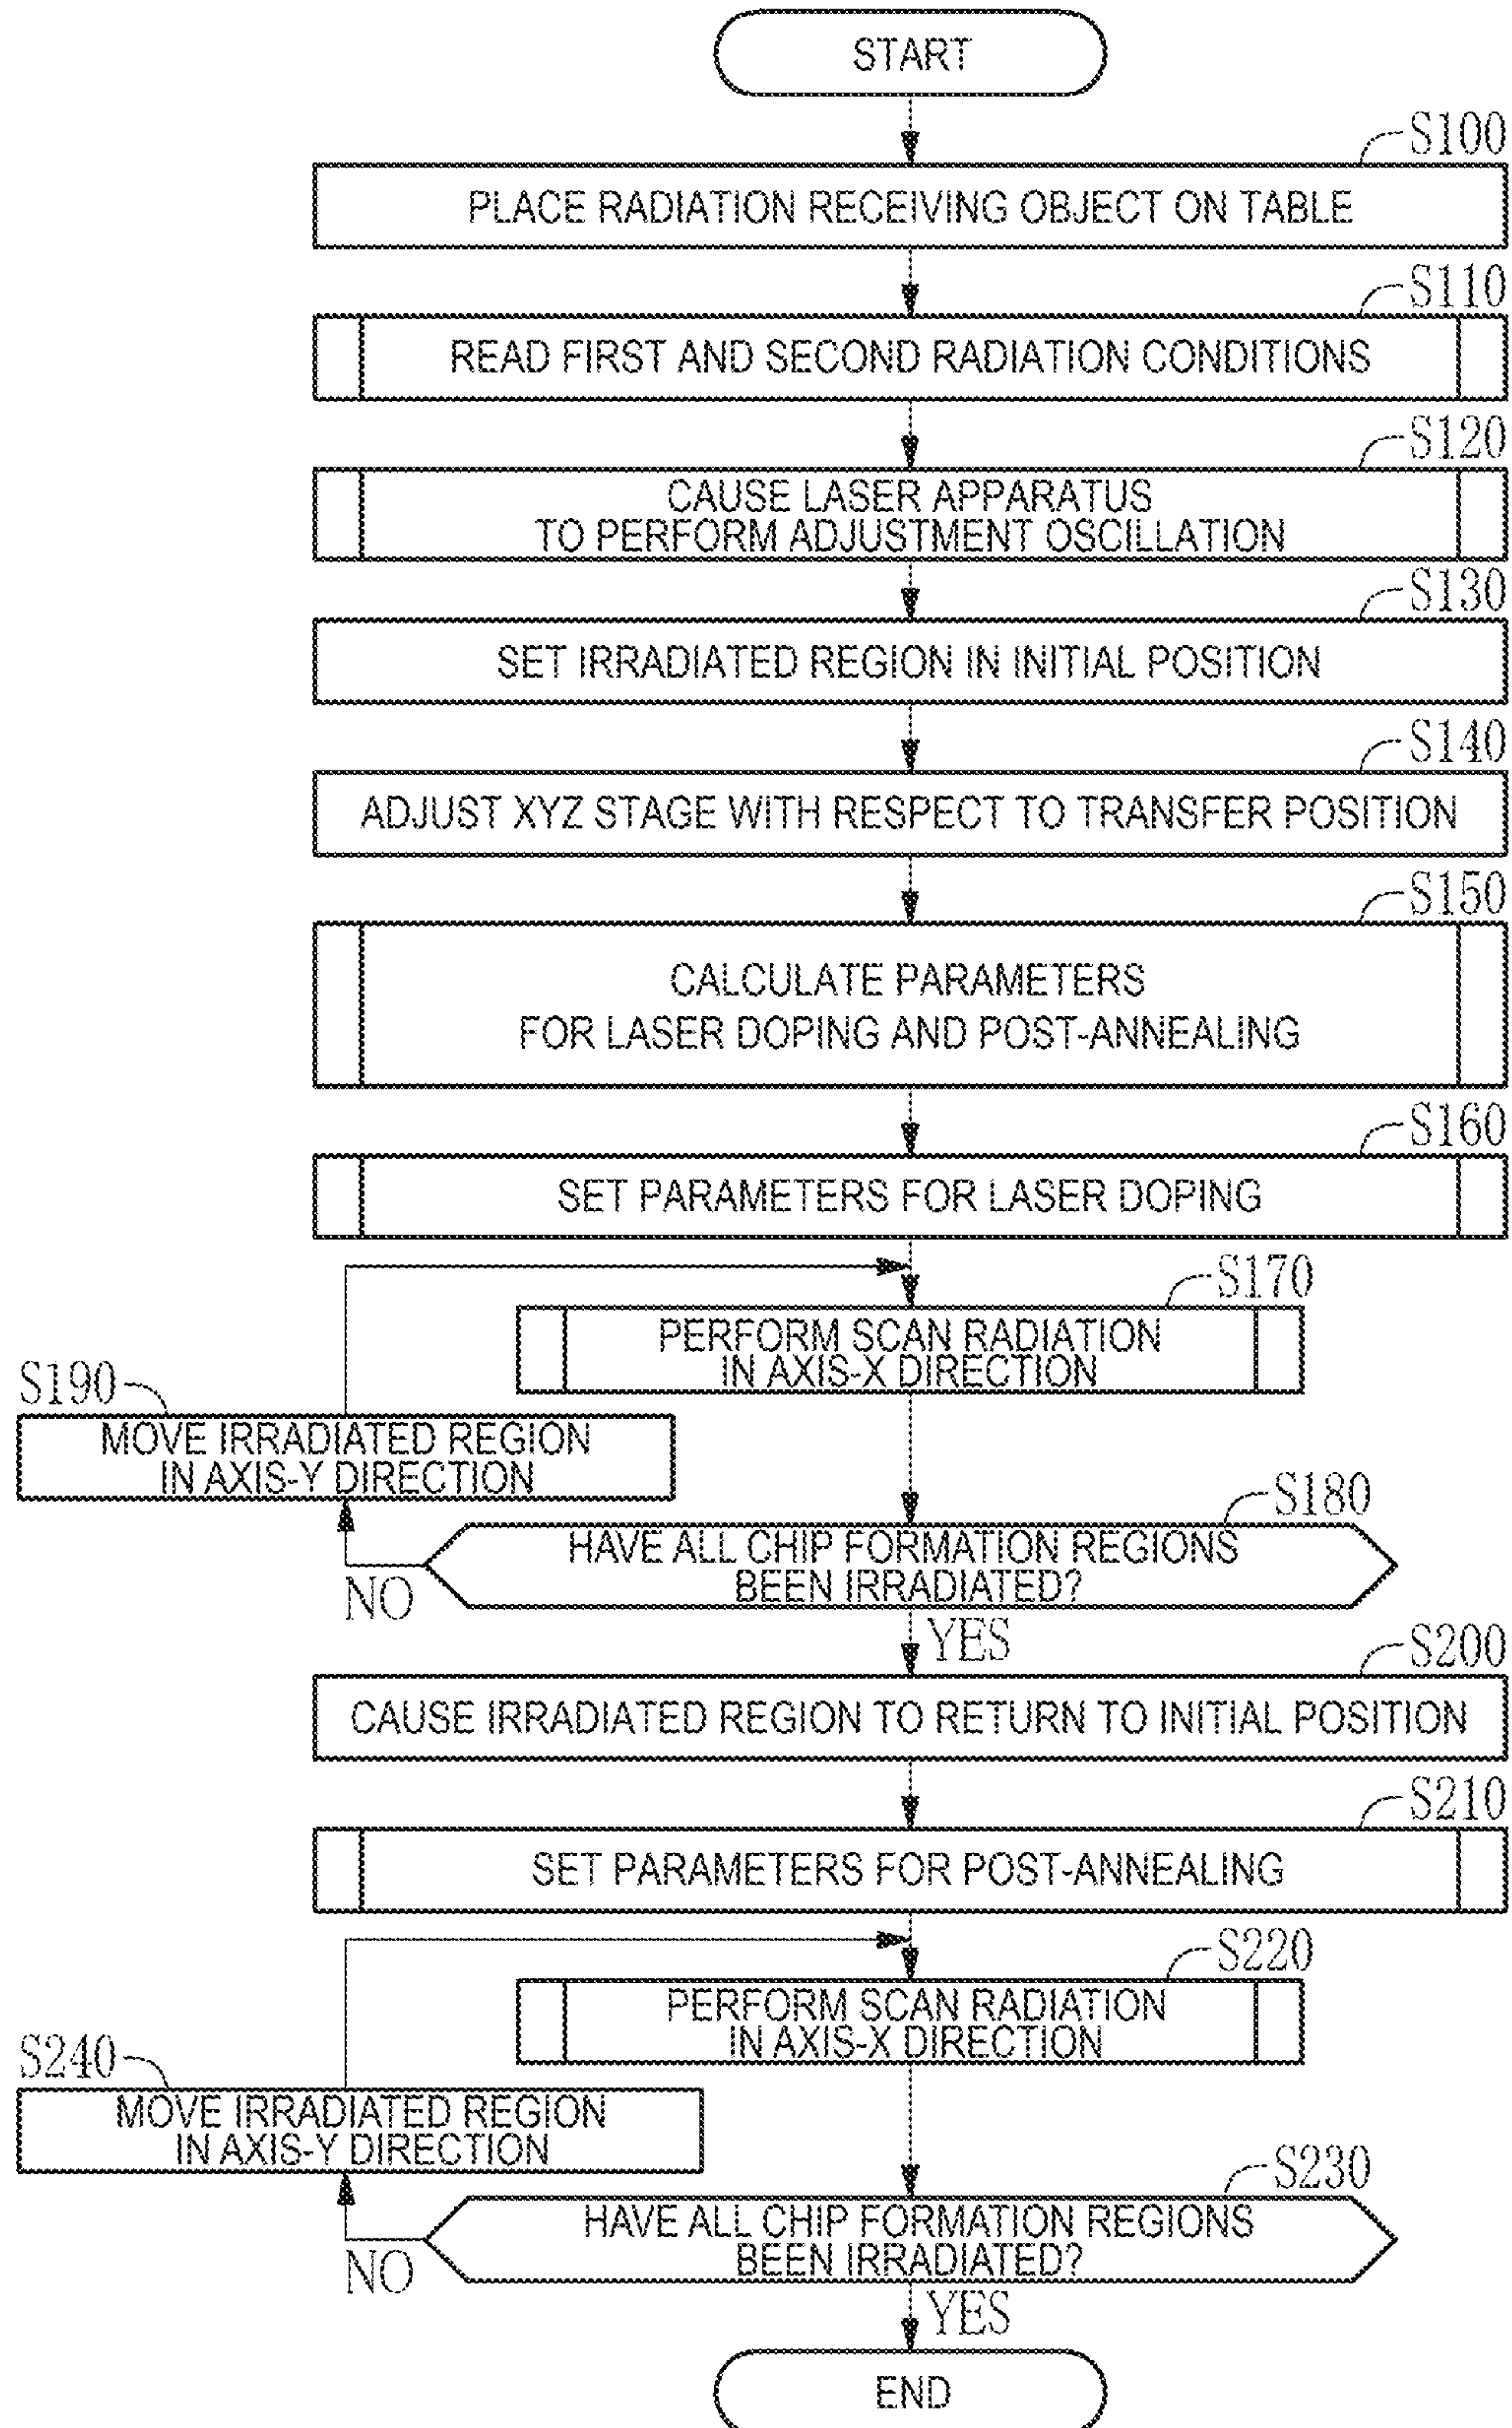 START
S100
PLACE RADIATION RECEIVING OBJECT ON TABLE
S110
READ FIRST AND SECOND RADIATION CONDITIONS
S120
CAUSE LASER APPARATUS
TO PERFORM ADJUSTMENT OSCILLATION
S130
SET IRRADIATED REGION IN INITIAL POSITION
S140
ADJUST XYZ STAGE WITH RESPECT TO TRANSFER POSITION
S150
CALCULATE PARAMETERS
FOR LASER DOPING AND POST-ANNEALING
S160
SET PARAMETERS FOR LASER DOPING
S170
PERFORM SCAN RADIATION
IN AXIS-X DIRECTION
S190
MOVE IRRADIATED REGION
IN AXIS-Y DIRECTION
S180
HAVE ALL CHIP FORMATION REGIONS
BEEN IRRADIATED?
NO
YES
S200
CAUSE IRRADIATED REGION TO RETURN TO INITIAL POSITION
S210
SET PARAMETERS FOR POST-ANNEALING
S220
PERFORM SCAN RADIATION
IN AXIS-X DIRECTION
S240
MOVE IRRADIATED REGION
IN AXIS-Y DIRECTION
S230
HAVE ALL CHIP FORMATION REGIONS
BEEN IRRADIATED?
NO
YES
END